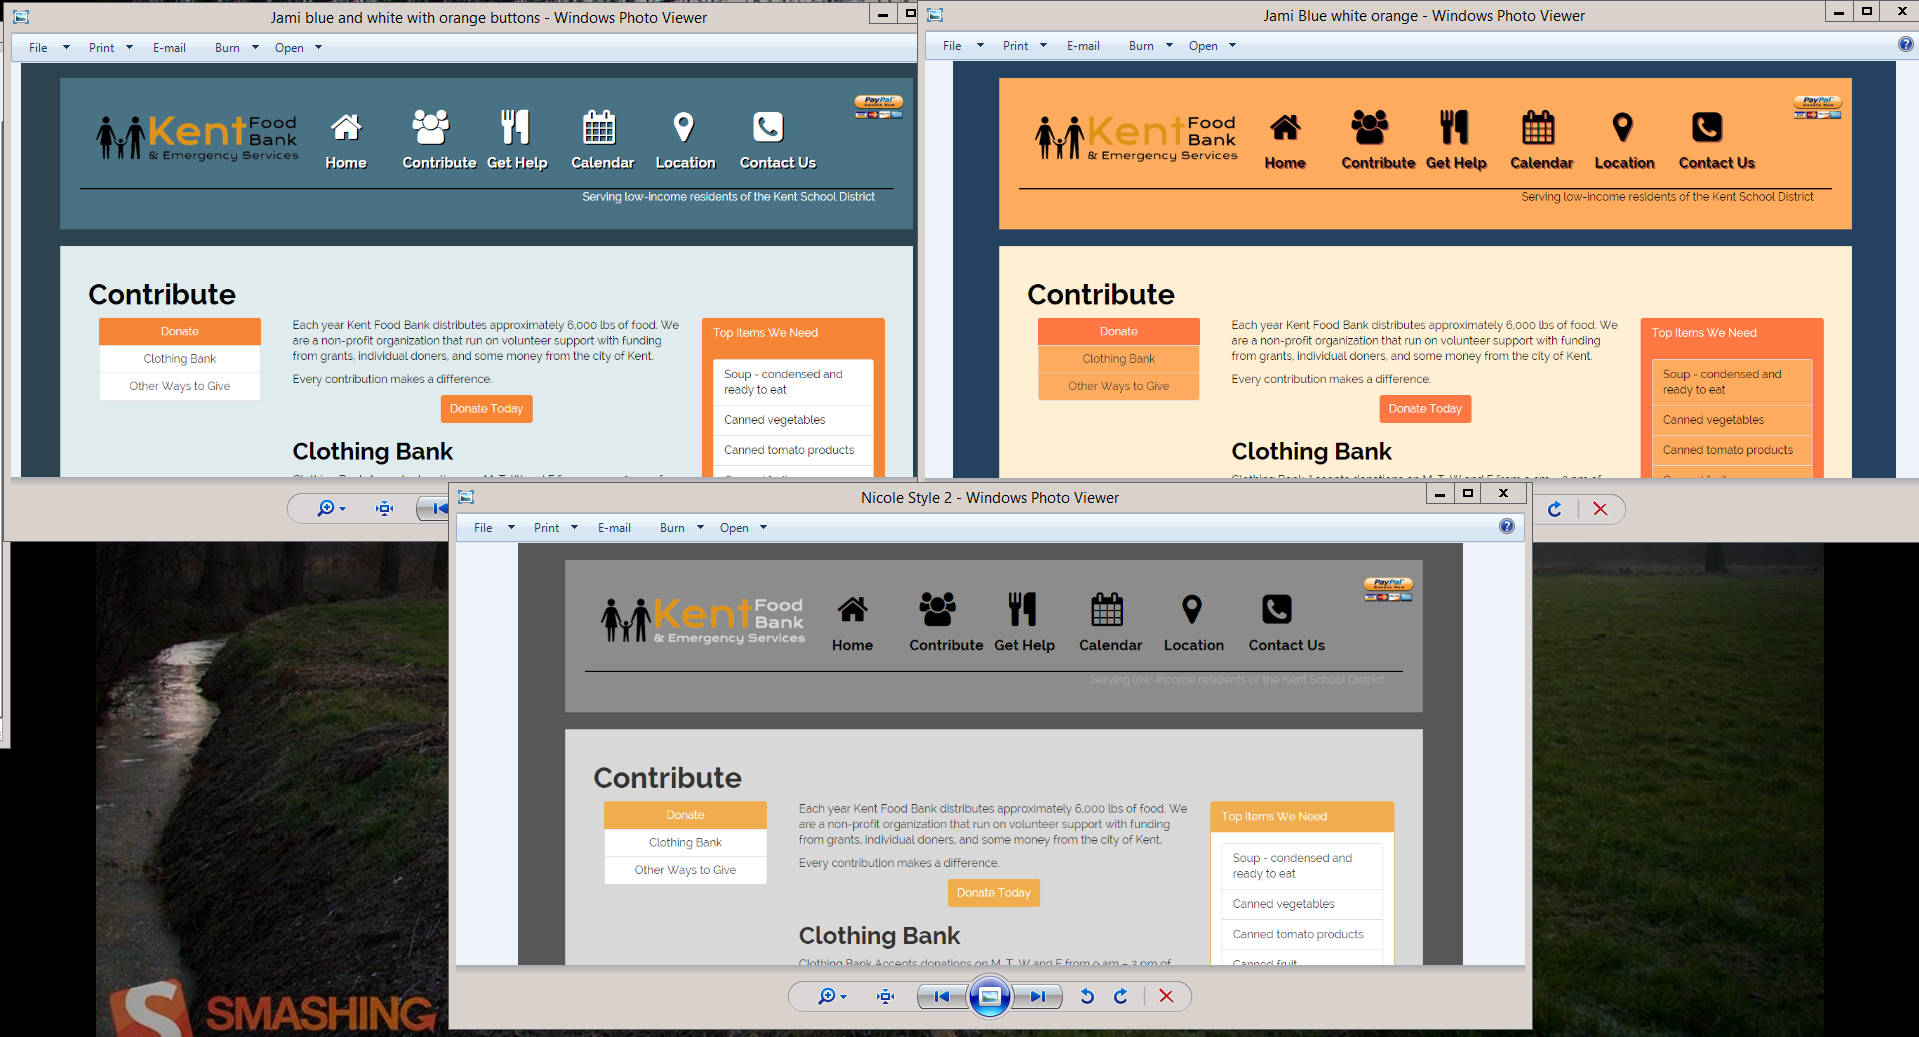 Jami blue and white with orange buttons - Windows Photo Viewer
File Print E-mail Burn Open
PayPal
Donate Now
Kent Food Bank
& Emergency Services
Home Contribute Get Help Calendar Location Contact Us
Serving low-income residents of the Kent School District
Contribute
Donate
Clothing Bank
Other Ways to Give
Each year Kent Food Bank distributes approximately 6,000 lbs of food. We
are a non-profit organization that run on volunteer support with funding
from grants, individual doners, and some money from the city of Kent.
Every contribution makes a difference.
Donate Today
Clothing Bank
Top Items We Need
Soup - condensed and
ready to eat
Canned vegetables
Canned tomato products
Jami Blue white orange - Windows Photo Viewer
File Print E-mail Burn Open
PayPal
Donate Now
Kent Food Bank
& Emergency Services
Home Contribute Get Help Calendar Location Contact Us
Serving low-income residents of the Kent School District
Contribute
Donate
Clothing Bank
Other Ways to Give
Each year Kent Food Bank distributes approximately 6,000 lbs of food. We
are a non-profit organization that run on volunteer support with funding
from grants, individual doners, and some money from the city of Kent.
Every contribution makes a difference.
Donate Today
Clothing Bank
Top Items We Need
Soup - condensed and
ready to eat
Canned vegetables
Canned tomato products
Nicole Style 2 - Windows Photo Viewer
File Print E-mail Burn Open
PayPal
Donate Now
Kent Food Bank
& Emergency Services
Home Contribute Get Help Calendar Location Contact Us
Serving low-income residents of the Kent School District
Contribute
Donate
Clothing Bank
Other Ways to Give
Each year Kent Food Bank distributes approximately 6,000 lbs of food. We
are a non-profit organization that run on volunteer support with funding
from grants, individual doners, and some money from the city of Kent.
Every contribution makes a difference.
Donate Today
Clothing Bank
Clothing Bank Accepts donations on M, T, W and F from 9 am – 2 pm of
Top Items We Need
Soup - condensed and
ready to eat
Canned vegetables
Canned tomato products
Canned fruit
SMASHING